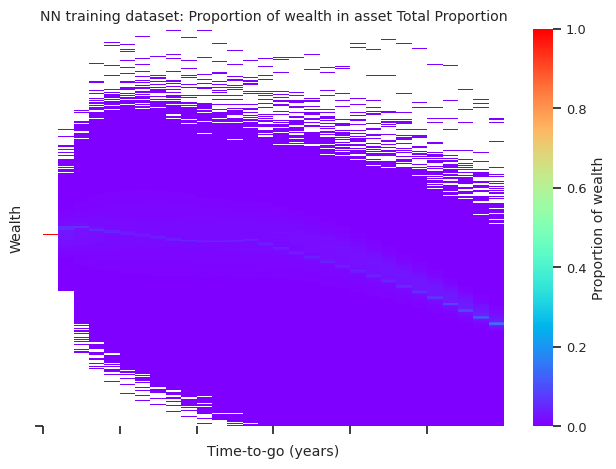 NN training dataset: Proportion of wealth in asset Total Proportion
Wealth
Time-to-go (years)
1.0
0.8
0.6
0.4
0.2
0.0
Proportion of wealth